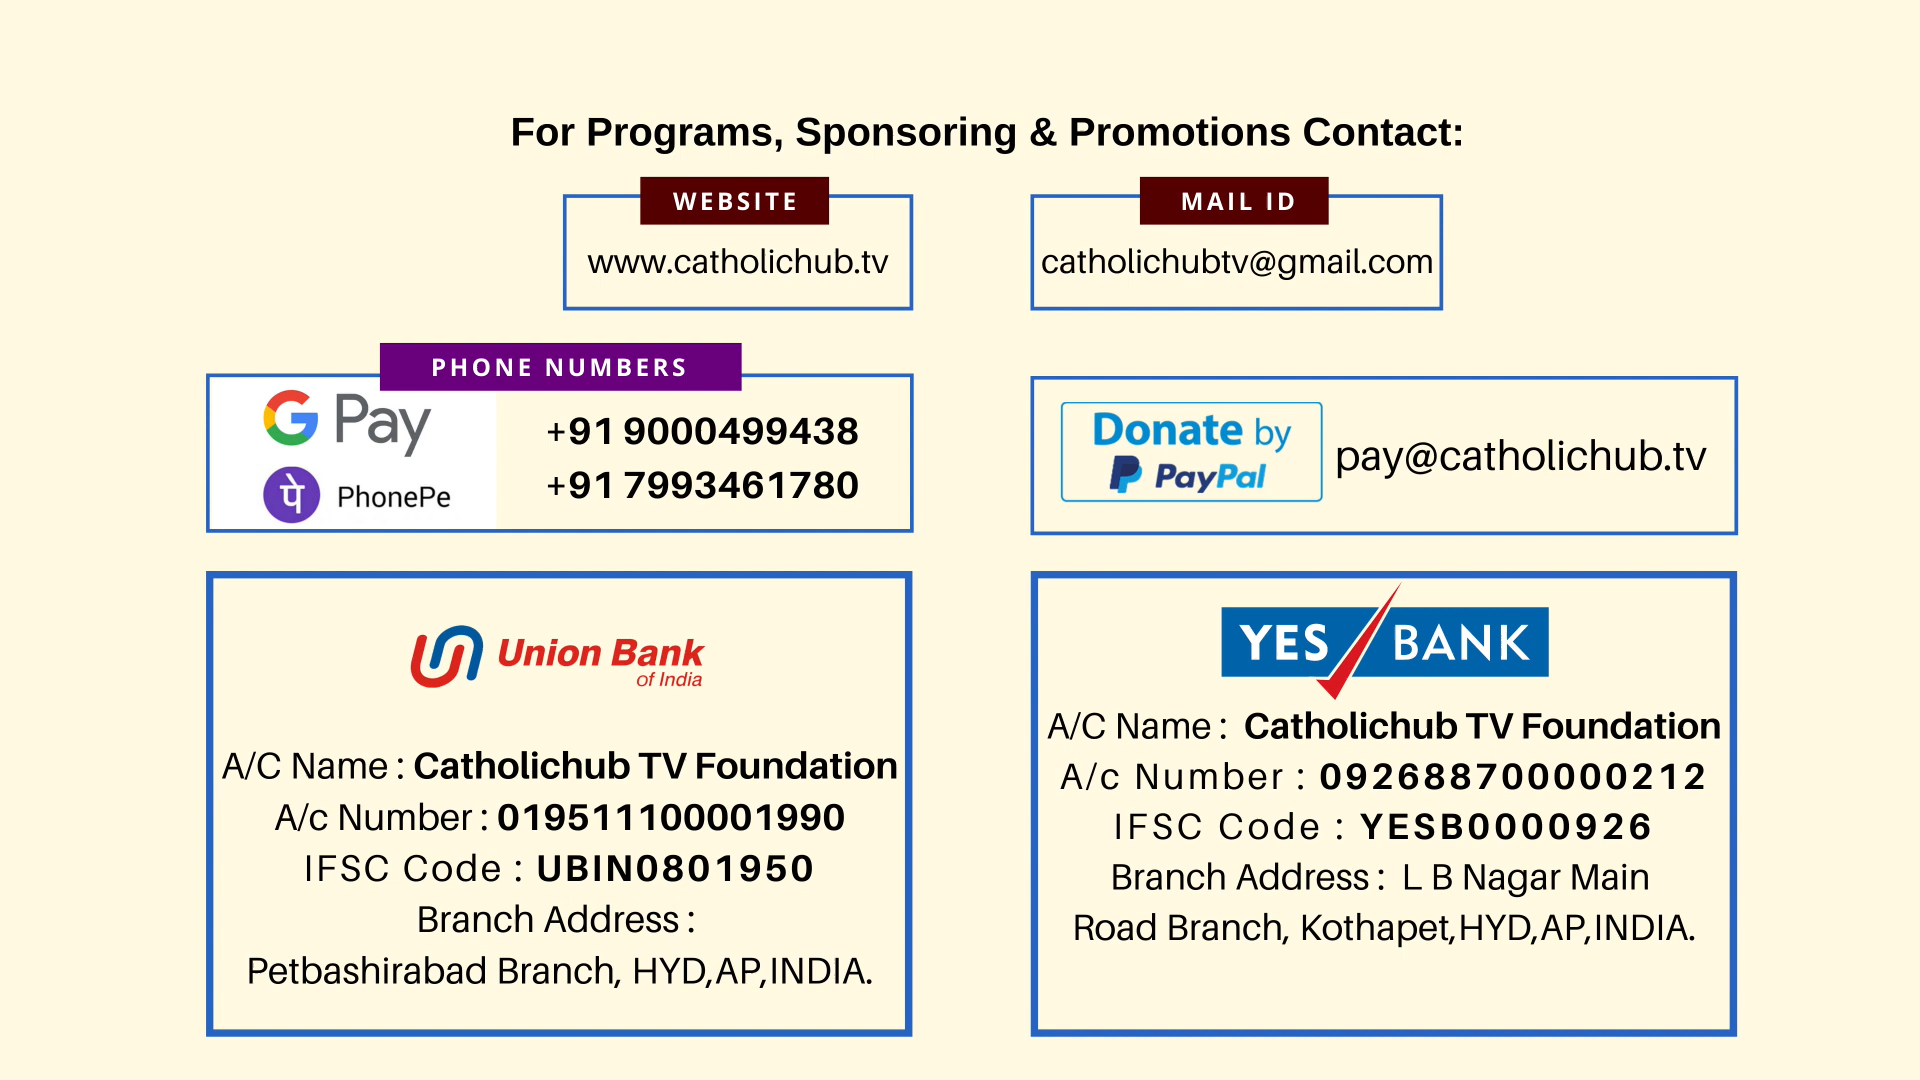 For Programs, Sponsoring & Promotions Contact:
WEBSITE
www.catholichub.tv
MAIL ID
catholichubtv@gmail.com
PHONE NUMBERS
G Pay
पे PhonePe
+91 9000499438
+91 7993461780
Donate by
PayPal
pay@catholichub.tv
Union Bank
of India
A/C Name : Catholichub TV Foundation
A/c Number : 019511100001990
IFSC Code : UBIN0801950
Branch Address :
Petbashirabad Branch, HYD,AP,INDIA.
YES BANK
A/C Name : Catholichub TV Foundation
A/c Number : 092688700000212
IFSC Code : YESB0000926
Branch Address : L B Nagar Main
Road Branch, Kothapet,HYD,AP,INDIA.